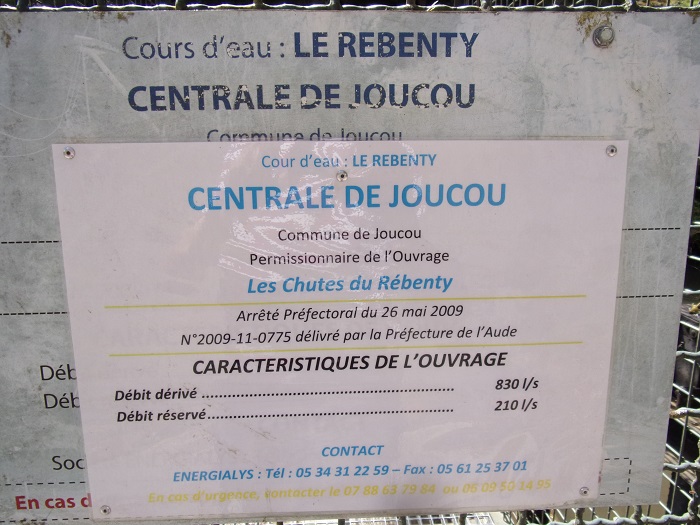 Cours d'eau : LE REBENTY
CENTRALE DE JOUCOU
Commune de Joucou
Cour d'eau : LE REBENTY
CENTRALE DE JOUCOU
Commune de Joucou
Permissionnaire de l'Ouvrage
Les Chutes du Rébenty
Arrêté Préfectoral du 26 mai 2009
N°2009-11-0775 délivré par la Préfecture de l'Aude
CARACTERISTIQUES DE L'OUVRAGE
Déb
Débit dérivé ........................................................ 830 l/s
Déb
Débit réservé....................................................... 210 l/s
CONTACT
Soc
ENERGIALYS : Tél : 05 34 31 22 59 – Fax : 05 61 25 37 01
En cas d
En cas d'urgence, contacter le 07 88 63 79 84 ou 06 09 50 14 95